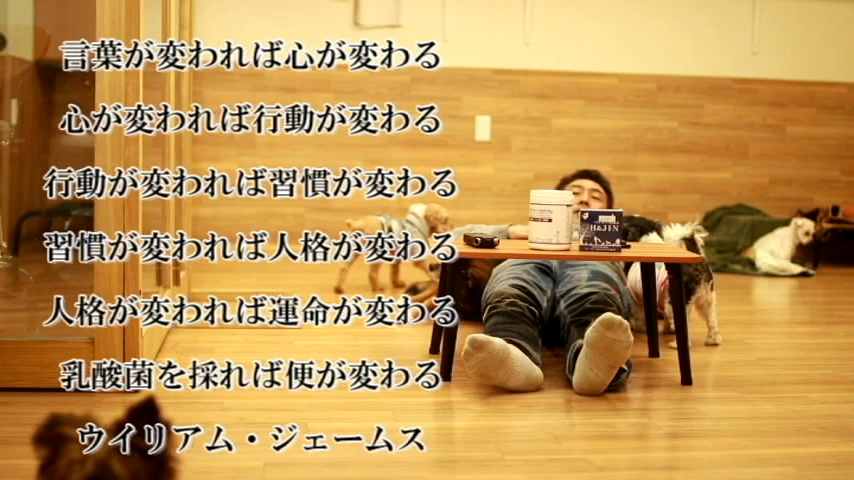 言葉が変われば心が変わる
心が変われば行動が変わる
行動が変われば習慣が変わる
習慣が変われば人格が変わる
人格が変われば運命が変わる
乳酸菌を採れば便が変わる
ウイリアム・ジェームス
H&JIN